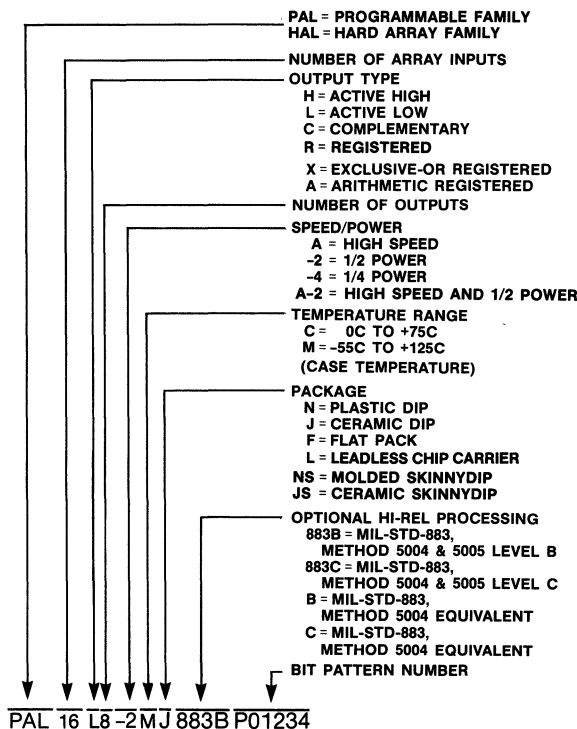 PAL = PROGRAMMABLE FAMILY
HAL = HARD ARRAY FAMILY
NUMBER OF ARRAY INPUTS
OUTPUT TYPE
H = ACTIVE HIGH
L = ACTIVE LOW
C = COMPLEMENTARY
R = REGISTERED
X = EXCLUSIVE-OR REGISTERED
A = ARITHMETIC REGISTERED
NUMBER OF OUTPUTS
SPEED/POWER
A = HIGH SPEED
-2 = 1/2 POWER
-4 = 1/4 POWER
A-2 = HIGH SPEED AND 1/2 POWER
TEMPERATURE RANGE
C = 0C TO +75C
M = -55C TO +125C
(CASE TEMPERATURE)
PACKAGE
N = PLASTIC DIP
J = CERAMIC DIP
F = FLAT PACK
L = LEADLESS CHIP CARRIER
NS = MOLDED SKINNYDIP
JS = CERAMIC SKINNYDIP
OPTIONAL HI-REL PROCESSING
883B = MIL-STD-883,
METHOD 5004 & 5005 LEVEL B
883C = MIL-STD-883,
METHOD 5004 & 5005 LEVEL C
B = MIL-STD-883,
METHOD 5004 EQUIVALENT
C = MIL-STD-883,
METHOD 5004 EQUIVALENT
BIT PATTERN NUMBER
PAL 16 L8 -2 M J 883B P01234